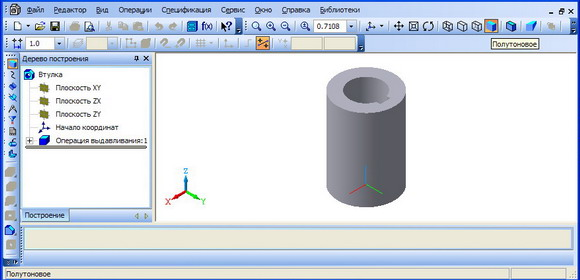 Файл Редактор Вид Операции Спецификация Сервис Окно Справка Библиотеки
f(x) 0.7108
1.0
Полутоновое
Дерево построения
Втулка
Плоскость XY
Плоскость ZX
Плоскость ZY
Начало координат
Операция выдавливания:1
Z
X Y
Построение
Полутоновое